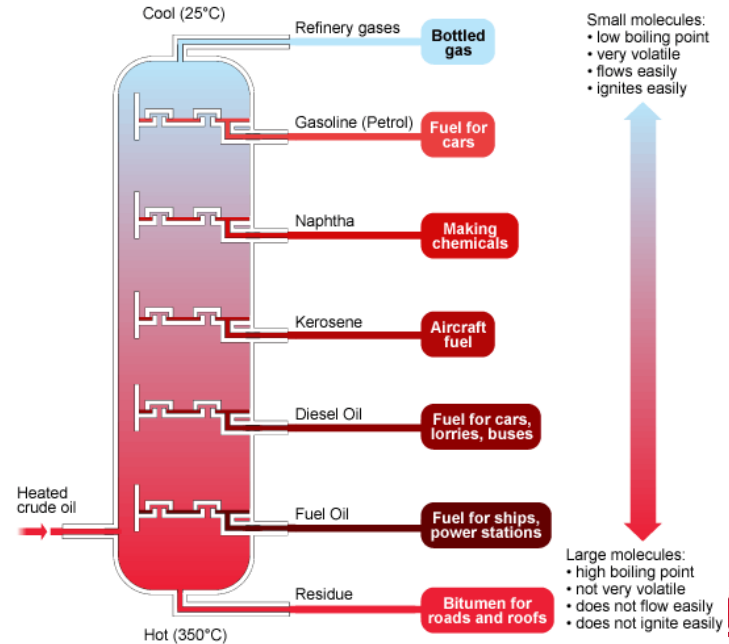 Cool (25°C)
Refinery gases
Bottled
gas
Small molecules:
• low boiling point
• very volatile
• flows easily
• ignites easily
Gasoline (Petrol)
Fuel for
cars
Naphtha
Making
chemicals
Kerosene
Aircraft
fuel
Diesel Oil
Fuel for cars,
lorries, buses
Heated
crude oil
Fuel Oil
Fuel for ships,
power stations
Residue
Bitumen for
roads and roofs
Large molecules:
• high boiling point
• not very volatile
• does not flow easily
• does not ignite easily
Hot (350°C)